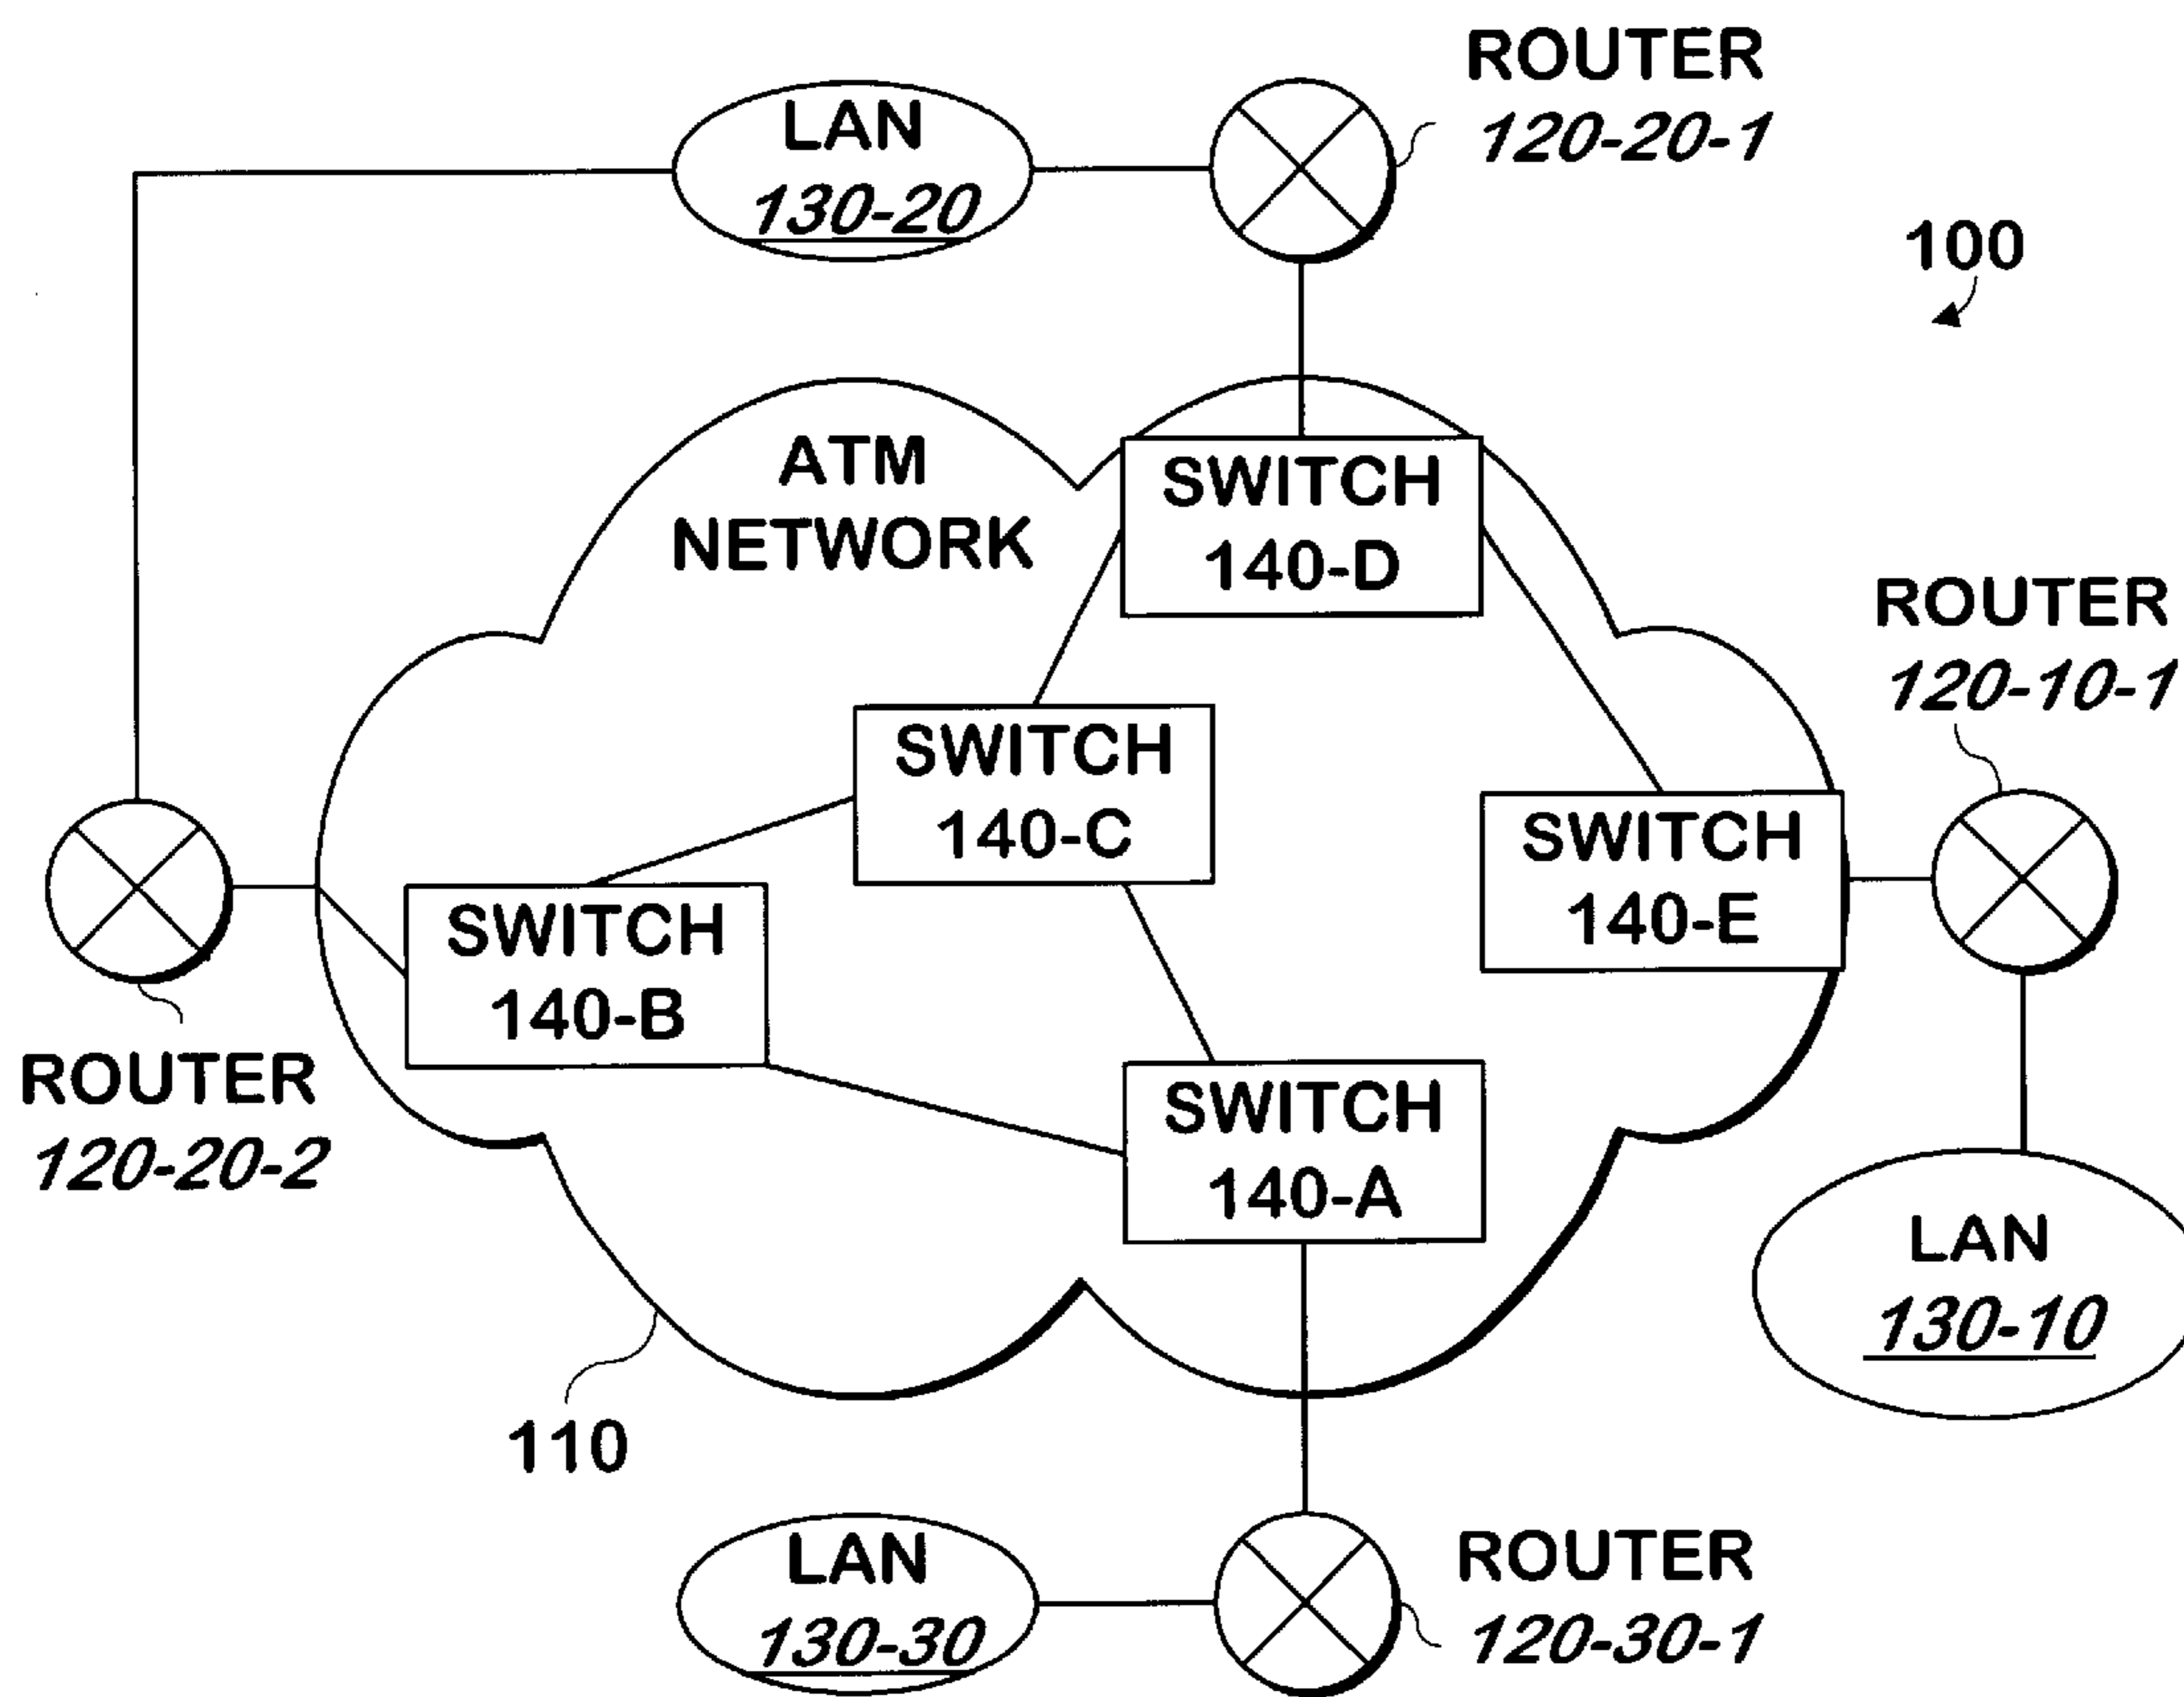 ROUTER
120-20-1
LAN
130-20
100
ATM
NETWORK
SWITCH
140-D
ROUTER
120-10-1
SWITCH
140-C
SWITCH
140-E
SWITCH
140-B
ROUTER
120-20-2
SWITCH
140-A
LAN
130-10
110
LAN
130-30
ROUTER
120-30-1